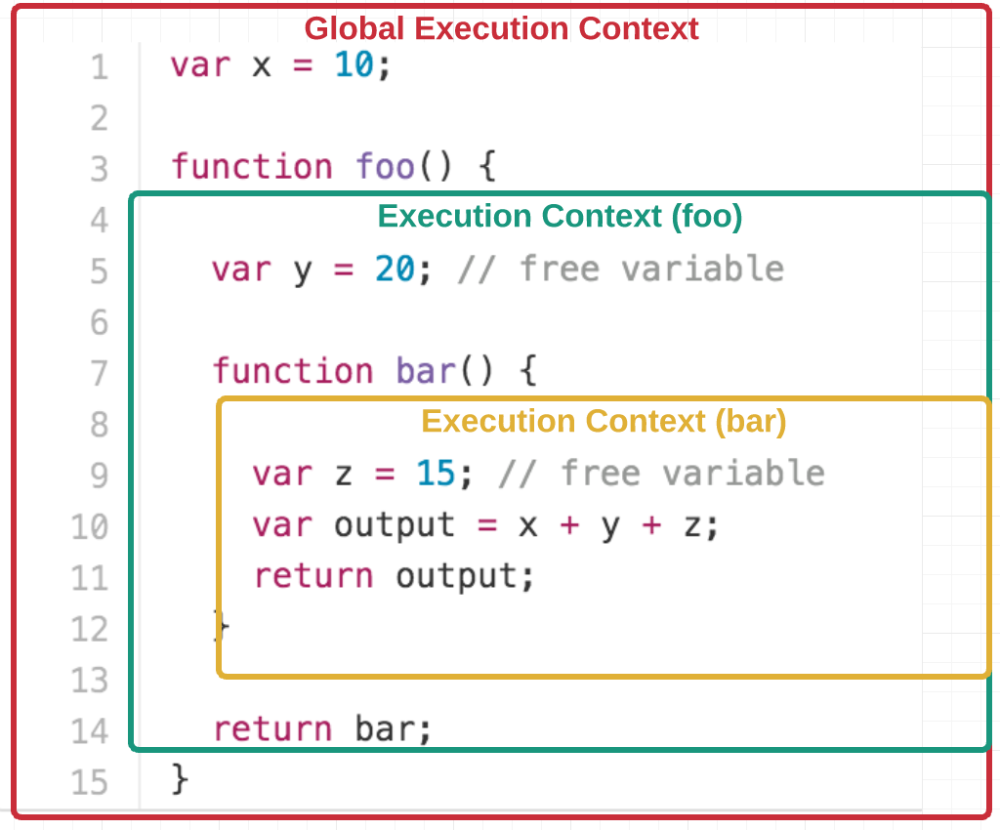 Global Execution Context
1 var x = 10;
2
3 function foo() {
4 Execution Context (foo)
5 var y = 20; // free variable
6
7 function bar() {
8 Execution Context (bar)
9 var z = 15; // free variable
10 var output = x + y + z;
11 return output;
12 }
13
14 return bar;
15 }